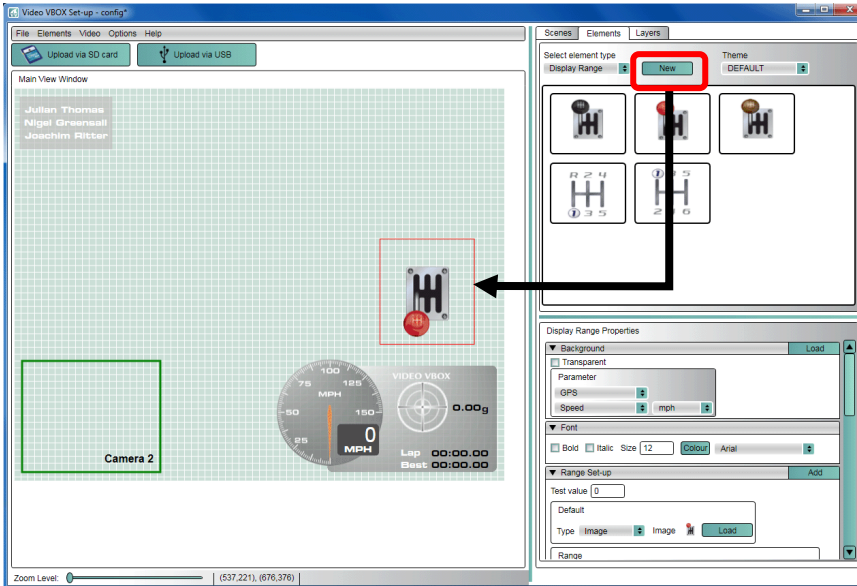 Video VBOX Set-up - config*
File Elements Video Options Help
Upload via SD card
Upload via USB
Main View Window
Julian Thomas
Nigel Greensall
Joachim Ritter
Camera 2
25
50
75
100
125
150
MPH
0
MPH
VIDEO VBOX
0.00g
Lap 00:00.00
Best 00:00.00
Zoom Level:
(537,221), (676,376)
Scenes Elements Layers
Select element type
Display Range
New
Theme
DEFAULT
R 2 4
1 3 5
1 3 5
2 4 6
Display Range Properties
Background
Load
Transparent
Parameter
GPS
Speed
mph
Font
Bold Italic Size 12 Colour Arial
Range Set-up
Add
Test value 0
Default
Type Image Image Load
Range